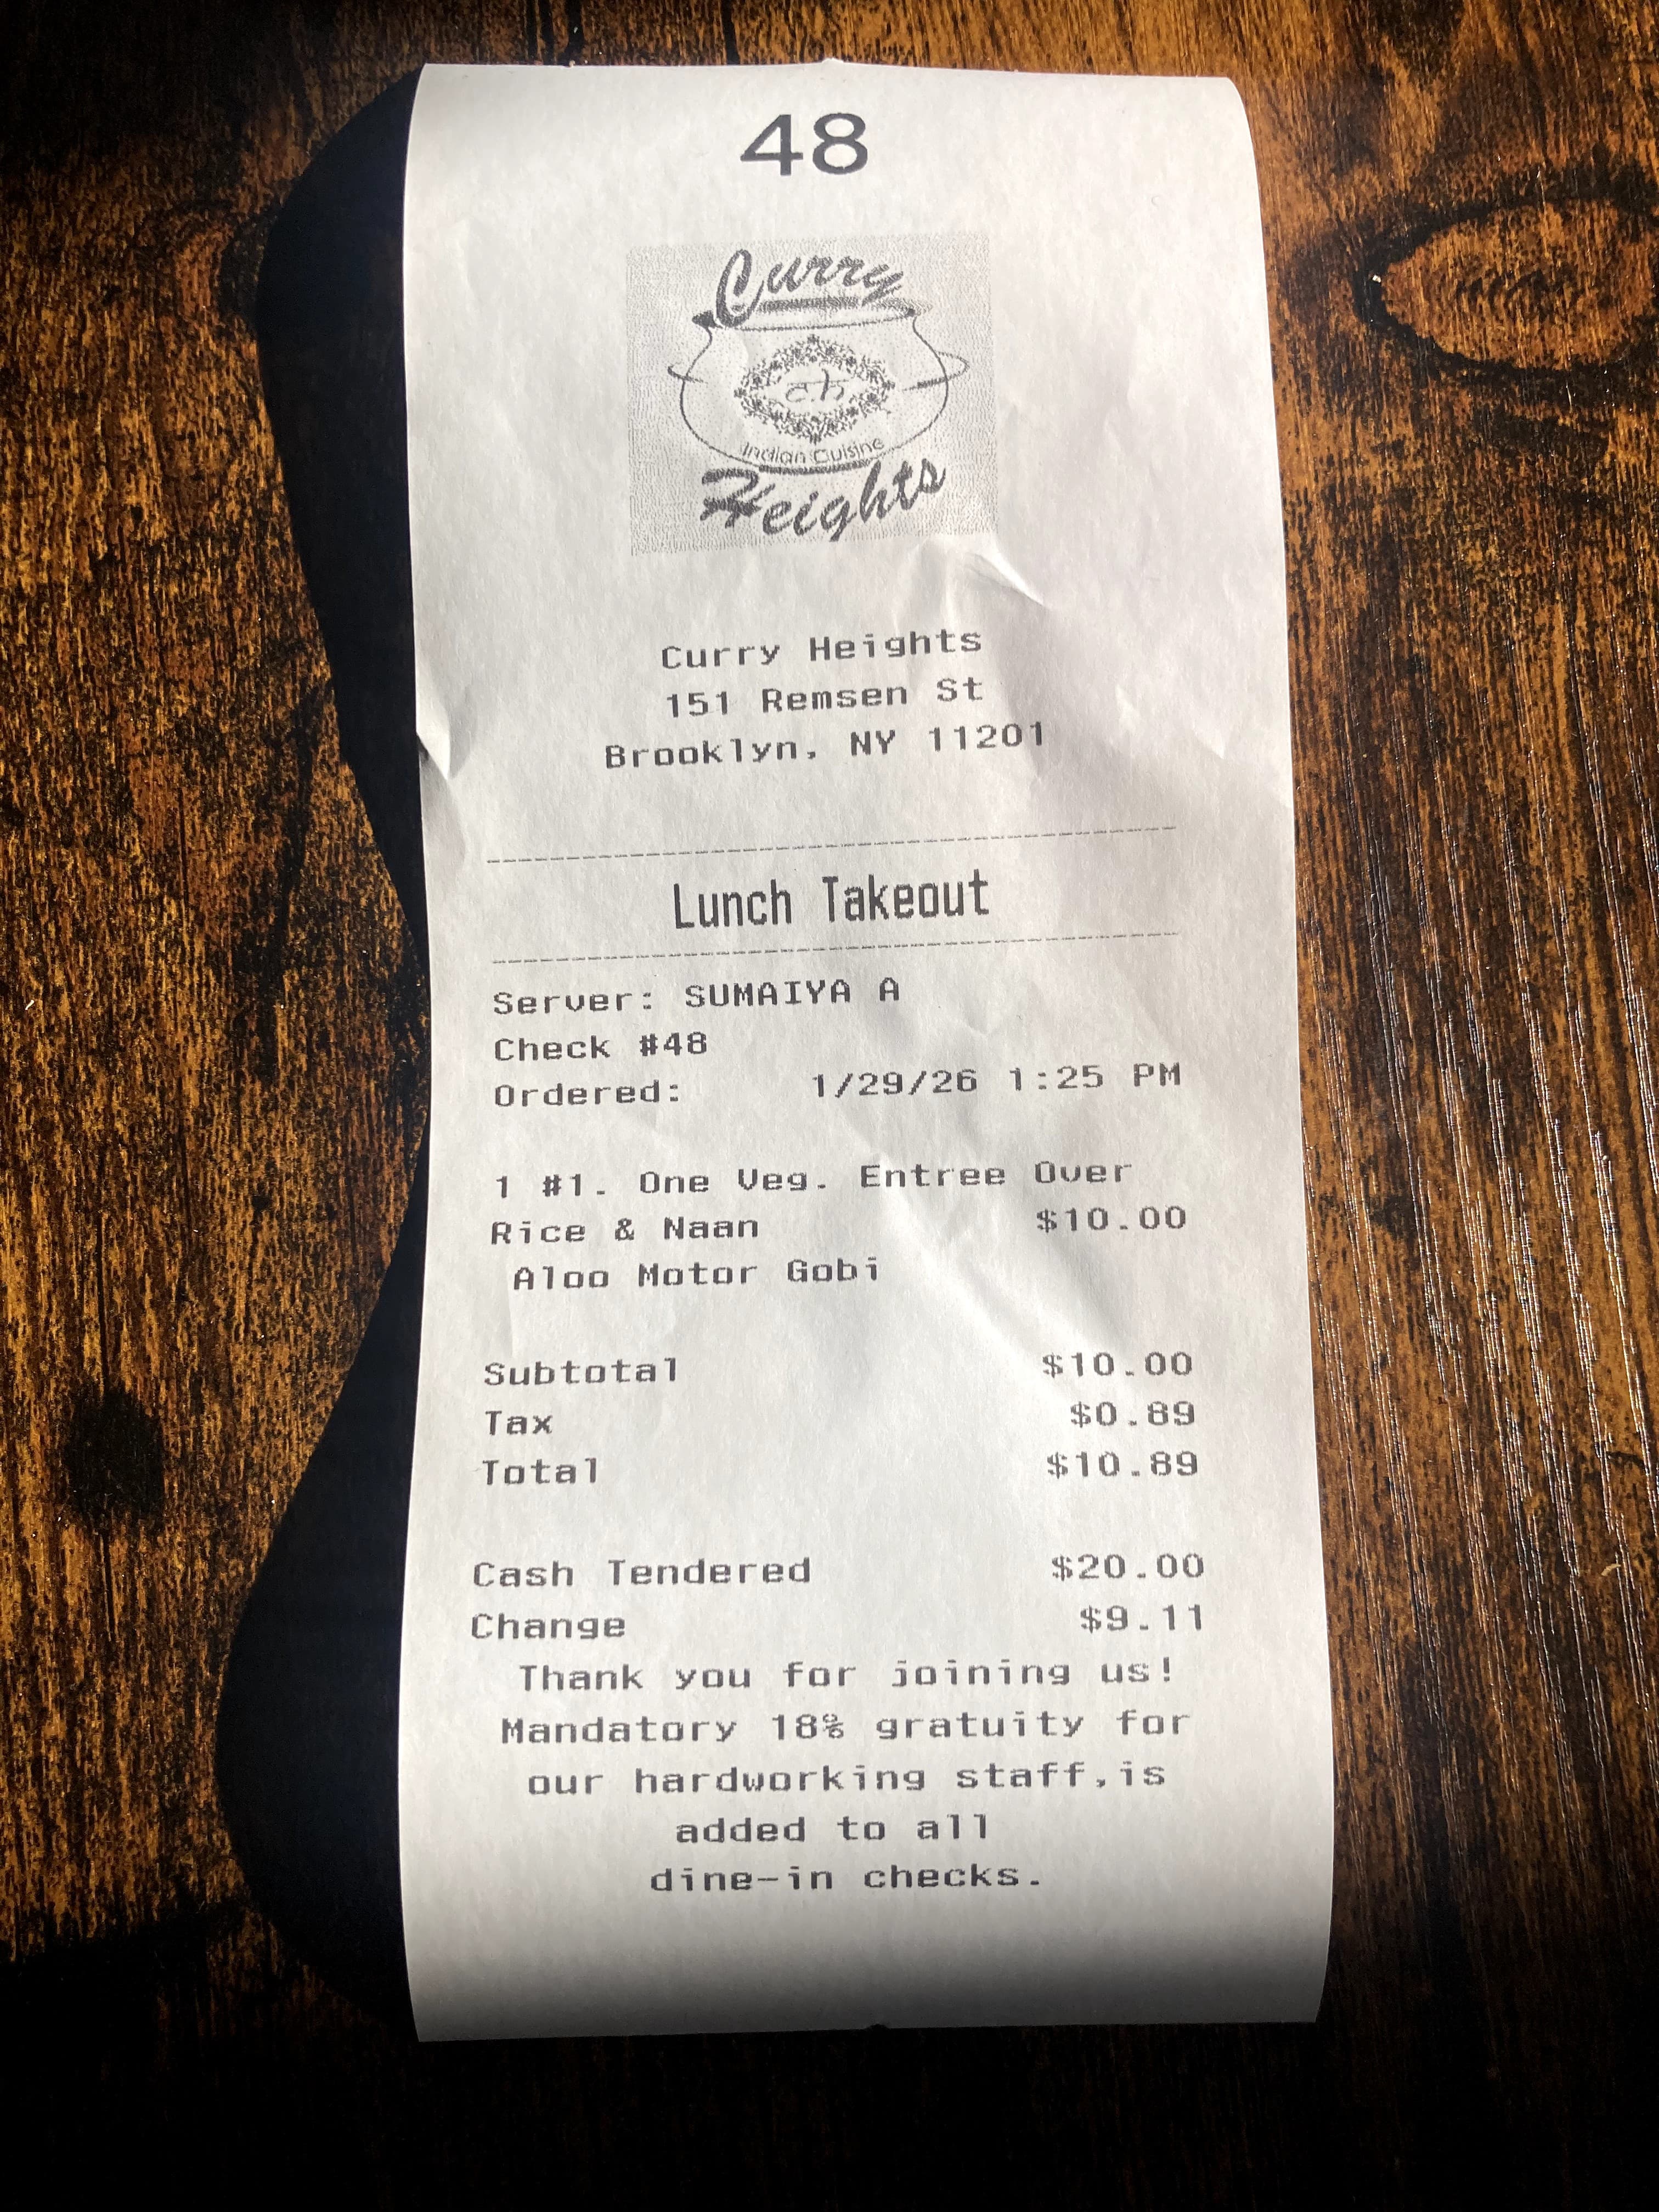 48
Curry
c.h
Indian Cuisine
Heights
Curry Heights
151 Remsen St
Brooklyn, NY 11201
Lunch Takeout
Server: SUMAIYA A
Check #48
Ordered: 1/29/26 1:25 PM
1 #1. One Veg. Entree Over
Rice & Naan $10.00
Aloo Motor Gobi
Subtotal $10.00
Tax $0.89
Total $10.89
Cash Tendered $20.00
Change $9.11
Thank you for joining us!
Mandatory 18% gratuity for
our hardworking staff,is
added to all
dine-in checks.